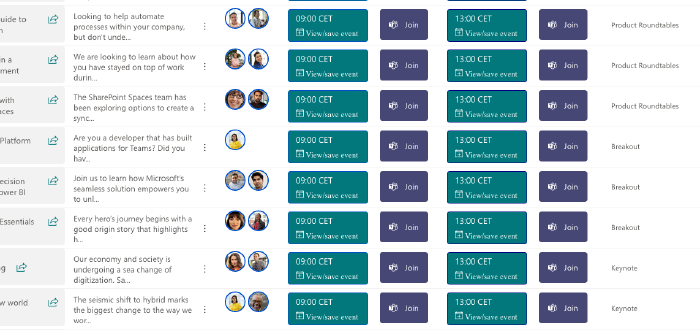 uide to
Looking to help automate
processes within your company,
but don't unde...
09:00 CET
View/save event
Join
13:00 CET
View/save event
Join
Product Roundtables
n a
ment
We are looking to learn about how
you have stayed on top of work
durin...
09:00 CET
View/save event
Join
13:00 CET
View/save event
Join
Product Roundtables
with
aces
The SharePoint Spaces team has
been exploring options to create a
sync...
09:00 CET
View/save event
Join
13:00 CET
View/save event
Join
Product Roundtables
Platform
Are you a developer that has built
applications for Teams? Did you
hav...
09:00 CET
View/save event
Join
13:00 CET
View/save event
Join
Breakout
ecision
ower BI
Join us to learn how Microsoft's
seamless solution empowers you
to unl...
09:00 CET
View/save event
Join
13:00 CET
View/save event
Join
Breakout
Essentials
Every hero's journey begins with a
good origin story that highlights
h...
09:00 CET
View/save event
Join
13:00 CET
View/save event
Join
Breakout
g
Our economy and society is
undergoing a sea change of
digitization. Sa...
09:00 CET
View/save event
Join
13:00 CET
View/save event
Join
Keynote
w world
The seismic shift to hybrid marks
the biggest change to the way we
wor...
09:00 CET
View/save event
Join
13:00 CET
View/save event
Join
Keynote